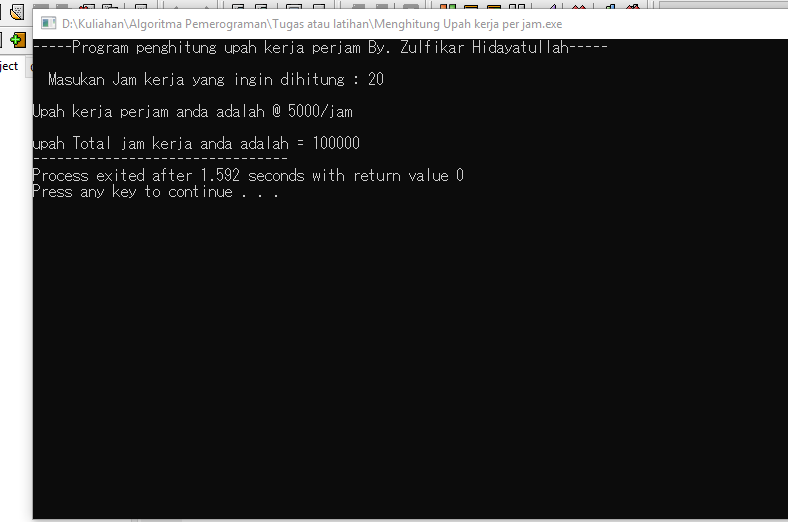 D:\Kuliahan\Algoritma Pemerograman\Tugas atau latihan\Menghitung Upah kerja per jam.exe
-----Program penghitung upah kerja perjam By. Zulfikar Hidayatullah-----
Masukan Jam kerja yang ingin dihitung : 20
Upah kerja perjam anda adalah @ 5000/jam
upah Total jam kerja anda adalah = 100000
--------------------------------
Process exited after 1.592 seconds with return value 0
Press any key to continue . . .
ject